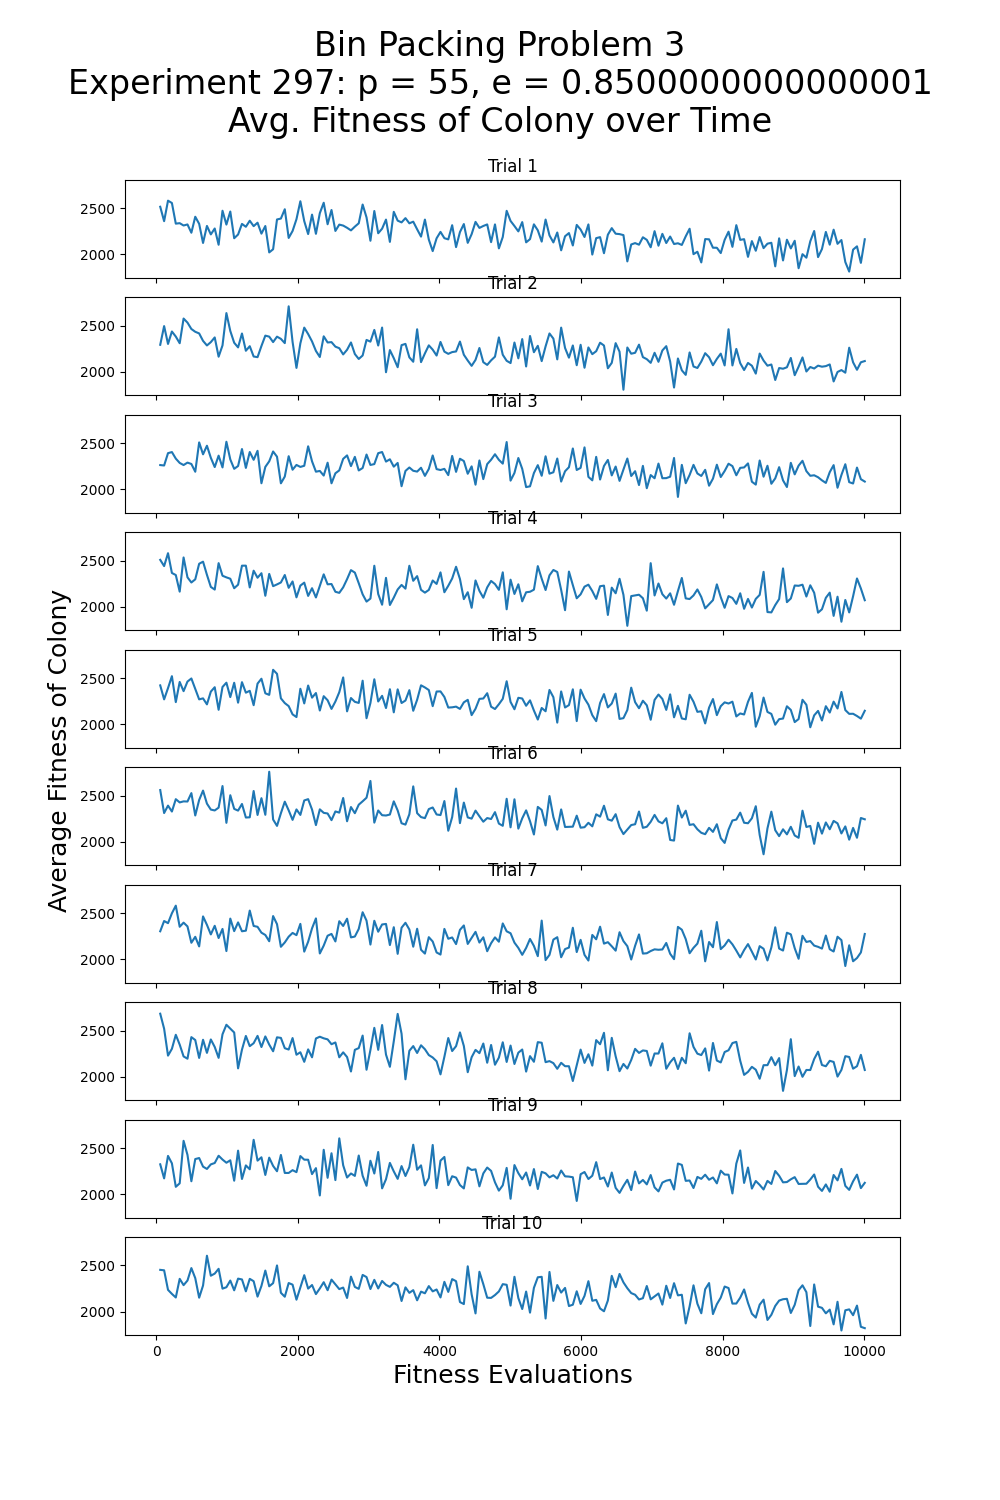 Bin Packing Problem 3
Experiment 297: p = 55, e = 0.8500000000000001
Avg. Fitness of Colony over Time
Trial 1
2500
2000
Trial 2
2500
2000
Trial 3
2500
2000
Trial 4
2500
2000
Trial 5
2500
2000
Trial 6
2500
2000
Trial 7
2500
2000
Trial 8
2500
2000
Trial 9
2500
2000
Trial 10
2500
2000
Average Fitness of Colony
0 2000 4000 6000 8000 10000
Fitness Evaluations